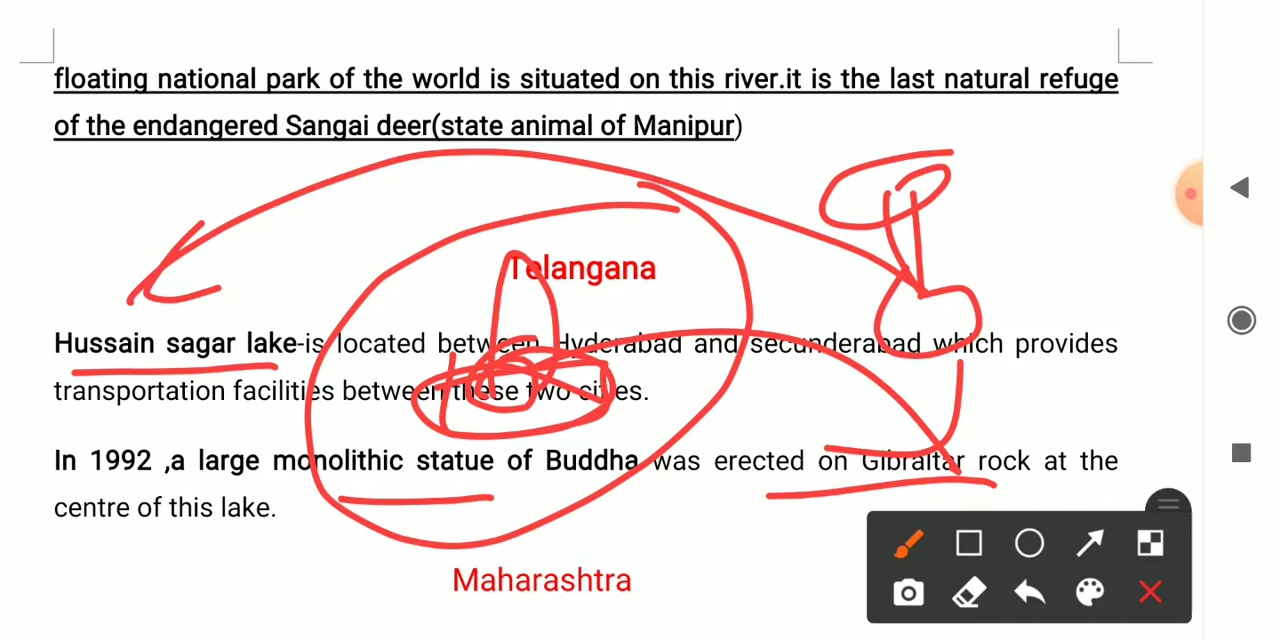 floating national park of the world is situated on this river.it is the last natural refuge
of the endangered Sangai deer(state animal of Manipur)
Telangana
Hussain sagar lake-is located between Hyderabad and secunderabad which provides
transportation facilities between these two cities.
In 1992 ,a large monolithic statue of Buddha was erected on Gibraltar rock at the
centre of this lake.
Maharashtra